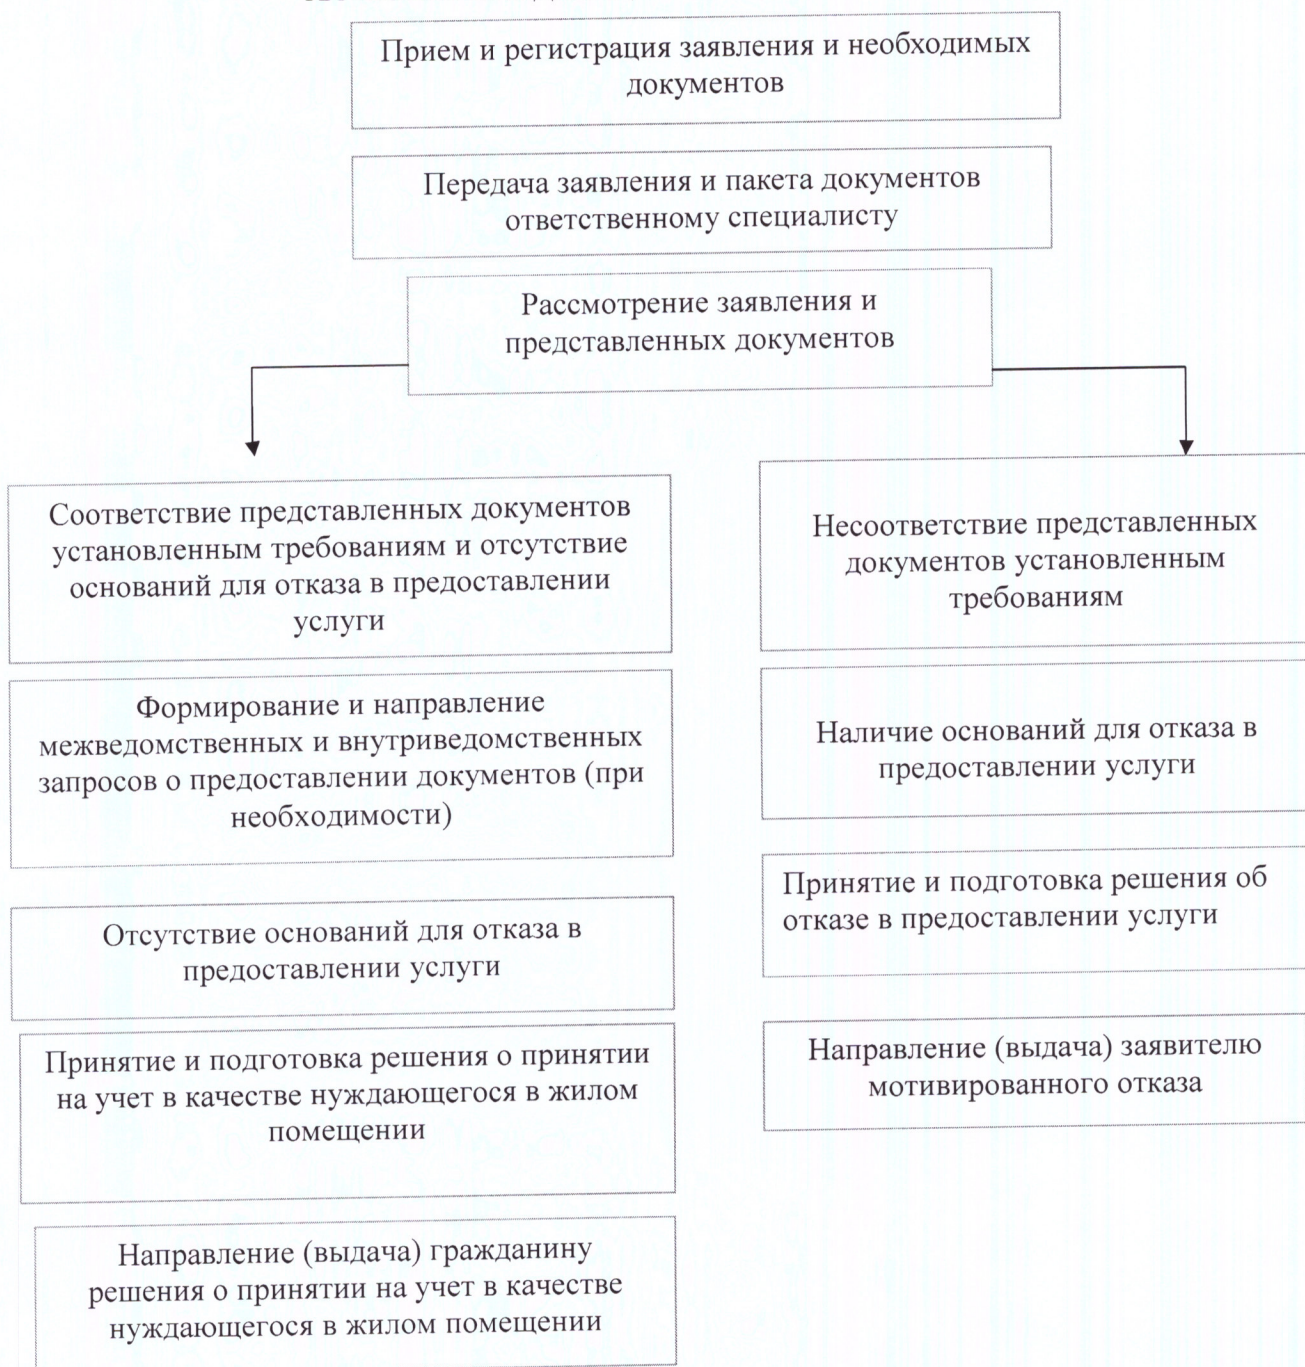 Прием и регистрация заявления и необходимых
документов
Передача заявления и пакета документов
ответственному специалисту
Рассмотрение заявления и
представленных документов
Соответствие представленных документов
установленным требованиям и отсутствие
оснований для отказа в предоставлении
услуги
Формирование и направление
межведомственных и внутриведомственных
запросов о предоставлении документов (при
необходимости)
Отсутствие оснований для отказа в
предоставлении услуги
Принятие и подготовка решения о принятии
на учет в качестве нуждающегося в жилом
помещении
Направление (выдача) гражданину
решения о принятии на учет в качестве
нуждающегося в жилом помещении
Несоответствие представленных
документов установленным
требованиям
Наличие оснований для отказа в
предоставлении услуги
Принятие и подготовка решения об
отказе в предоставлении услуги
Направление (выдача) заявителю
мотивированного отказа